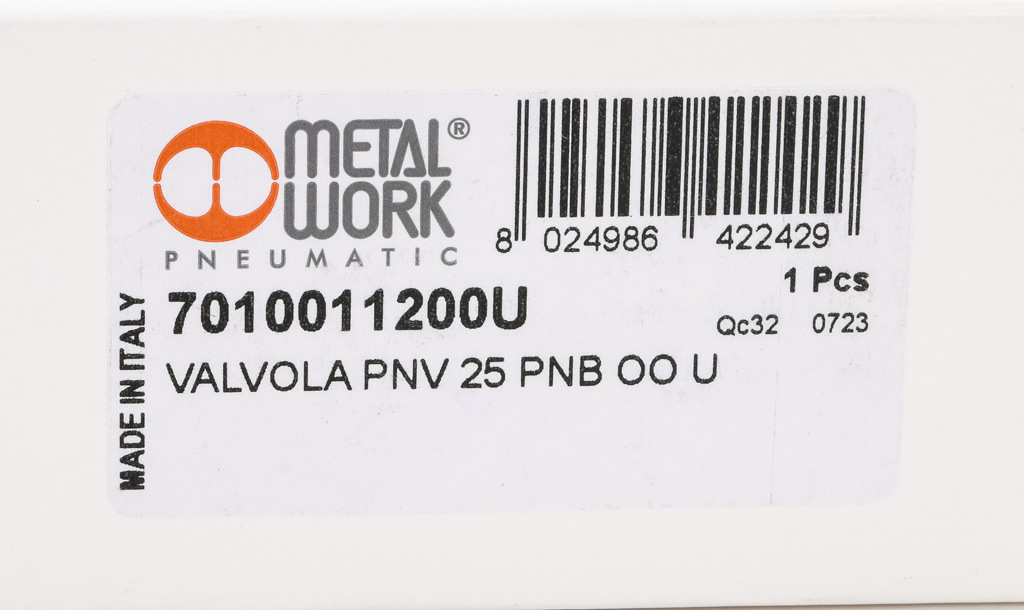 METAL®
WORK
PNEUMATIC
8 024986 422429
7010011200U
1 Pcs
Qc32 0723
VALVOLA PNV 25 PNB OO U
MADE IN ITALY